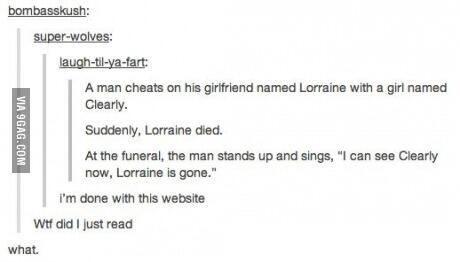 bombasskush:
super-wolves:
laugh-til-ya-fart:
A man cheats on his girlfriend named Lorraine with a girl named
Clearly.
Suddenly, Lorraine died.
At the funeral, the man stands up and sings, “I can see Clearly
now, Lorraine is gone.”
i'm done with this website
Wtf did I just read
what.
VIA 9GAG.COM